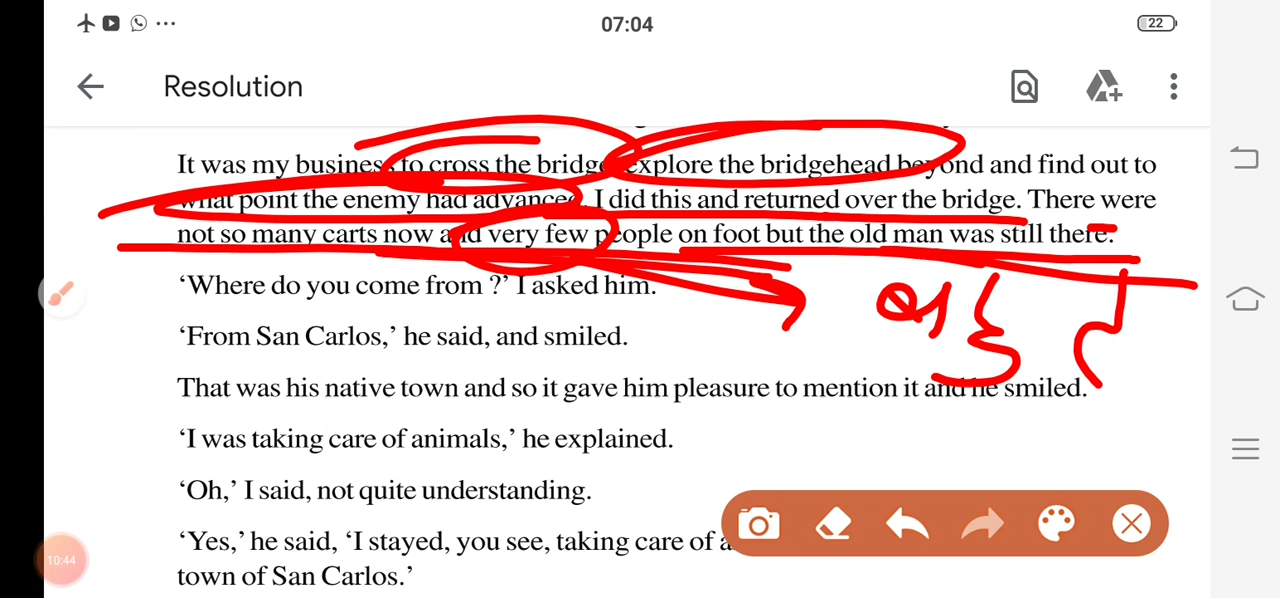 07:04
22
Resolution
It was my business to cross the bridge, explore the bridgehead beyond and find out to
what point the enemy had advanced. I did this and returned over the bridge. There were
not so many carts now and very few people on foot but the old man was still there.
‘Where do you come from ?’ I asked him.
‘From San Carlos,’ he said, and smiled.
That was his native town and so it gave him pleasure to mention it and he smiled.
‘I was taking care of animals,’ he explained.
‘Oh,’ I said, not quite understanding.
‘Yes,’ he said, ‘I stayed, you see, taking care of
town of San Carlos.’
10:44